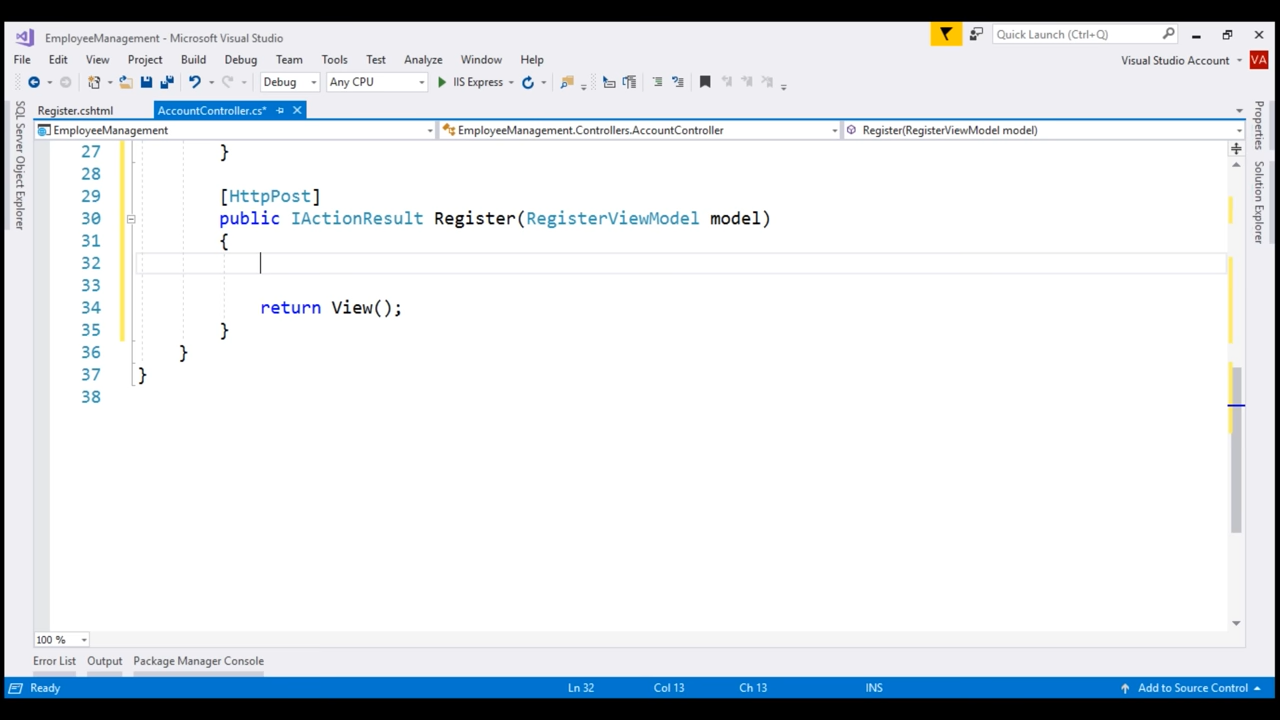 EmployeeManagement - Microsoft Visual Studio
Quick Launch (Ctrl+Q)
File Edit View Project Build Debug Team Tools Test Analyze Window Help
Visual Studio Account VA
Debug Any CPU IIS Express
Register.cshtml AccountController.cs*
EmployeeManagement EmployeeManagement.Controllers.AccountController Register(RegisterViewModel model)
SQL Server Object Explorer
Properties
Solution Explorer
27 }
28
29 [HttpPost]
30 public IActionResult Register(RegisterViewModel model)
31 {
32
33
34 return View();
35 }
36 }
37 }
38
100 %
Error List Output Package Manager Console
Ready Ln 32 Col 13 Ch 13 INS Add to Source Control